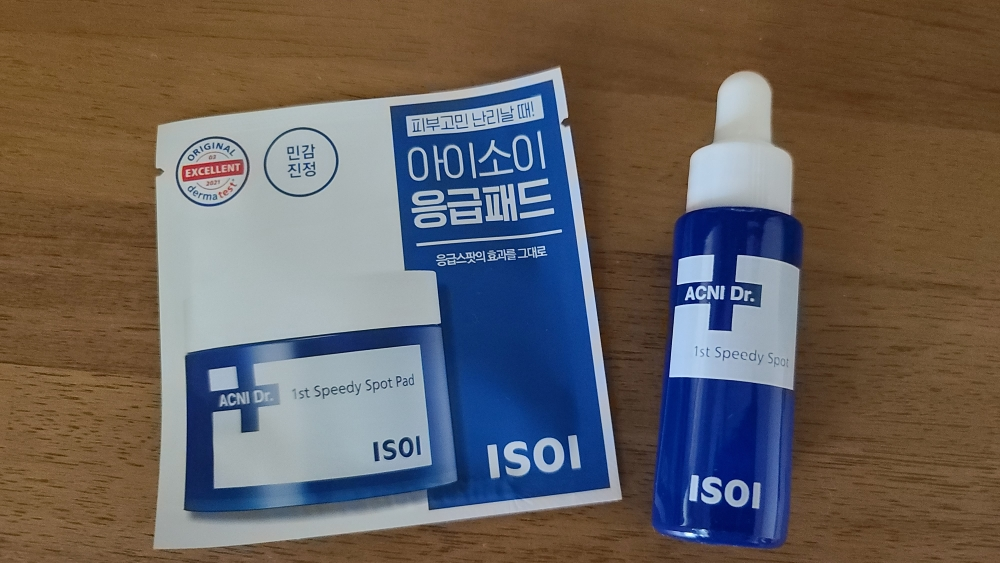 ORIGINAL
03
EXCELLENT
2021
dermatest
민감
진정
피부고민 난리날 때!
아이소이
응급패드
응급스팟의 효과를 그대로
ACNI Dr.
1st Speedy Spot Pad
ISOI
ISOI
ACNI Dr.
1st Speedy Spot
ISOI